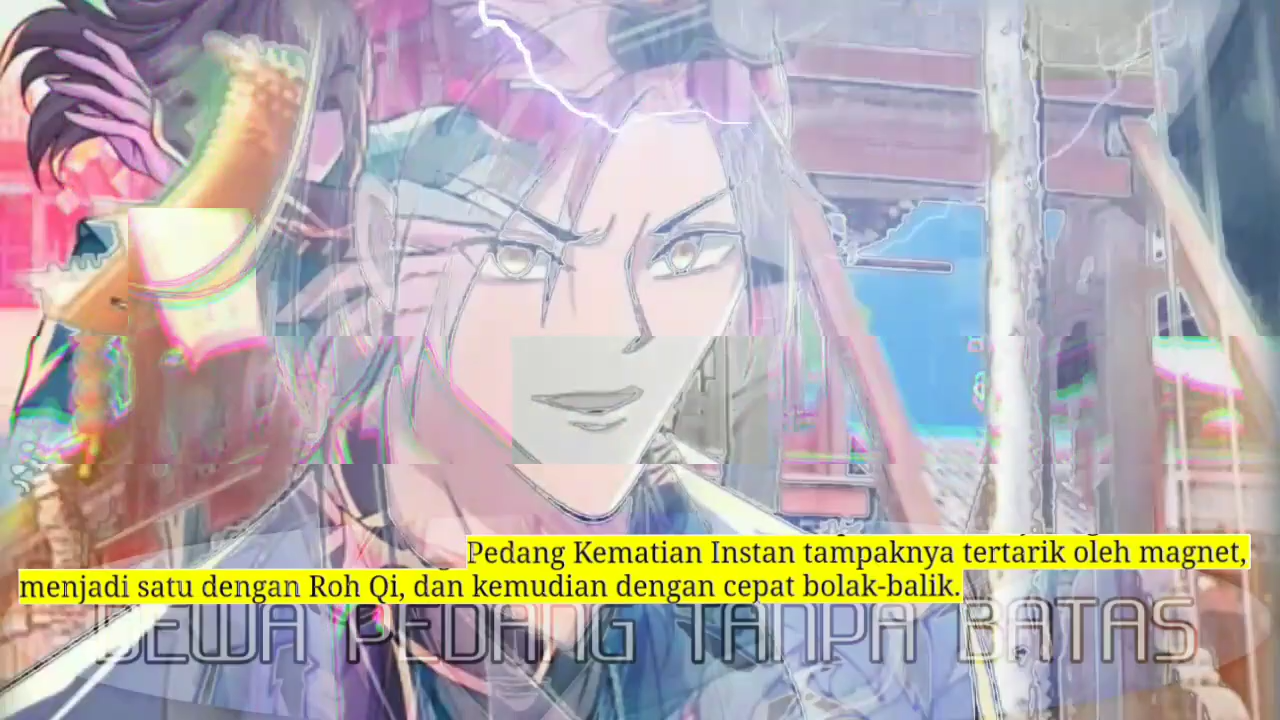 Pedang Kematian Instan tampaknya tertarik oleh magnet,
menjadi satu dengan Roh Qi, dan kemudian dengan cepat bolak-balik.
DEWA PEDANG TANPA BATAS